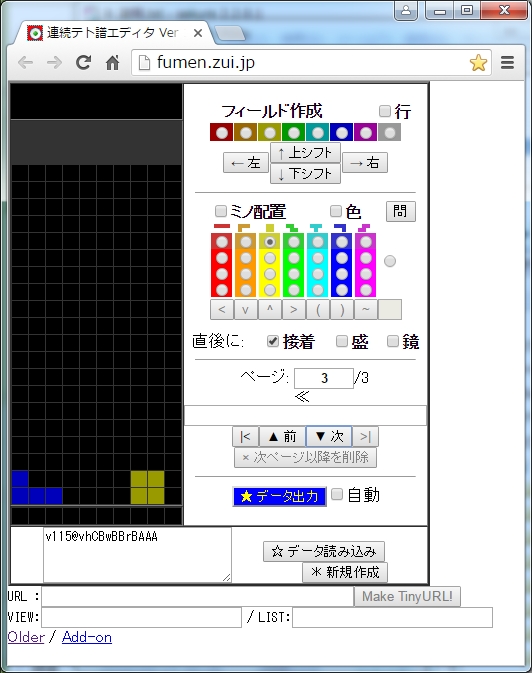 連続テト譜エディタ Ver
fumen.zui.jp
フィールド作成 行
← 左 ↑ 上シフト → 右
↓ 下シフト
ミノ配置 色 問
< v ^ > ( ) ~
直後に: 接着 盛 鏡
ページ: 3 /3
≪
|< ▲ 前 ▼ 次 >|
× 次ページ以降を削除
★ データ出力 自動
v115@vhCBwBBrBAAA
☆ データ読み込み
＊ 新規作成
URL : Make TinyURL!
VIEW: / LIST:
Older / Add-on